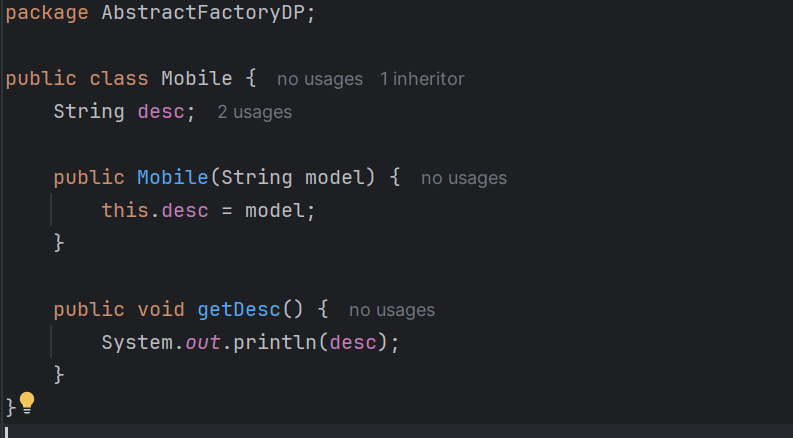 package AbstractFactoryDP;
public class Mobile { no usages 1 inheritor
String desc; 2 usages
public Mobile(String model) { no usages
this.desc = model;
}
public void getDesc() { no usages
System.out.println(desc);
}
}